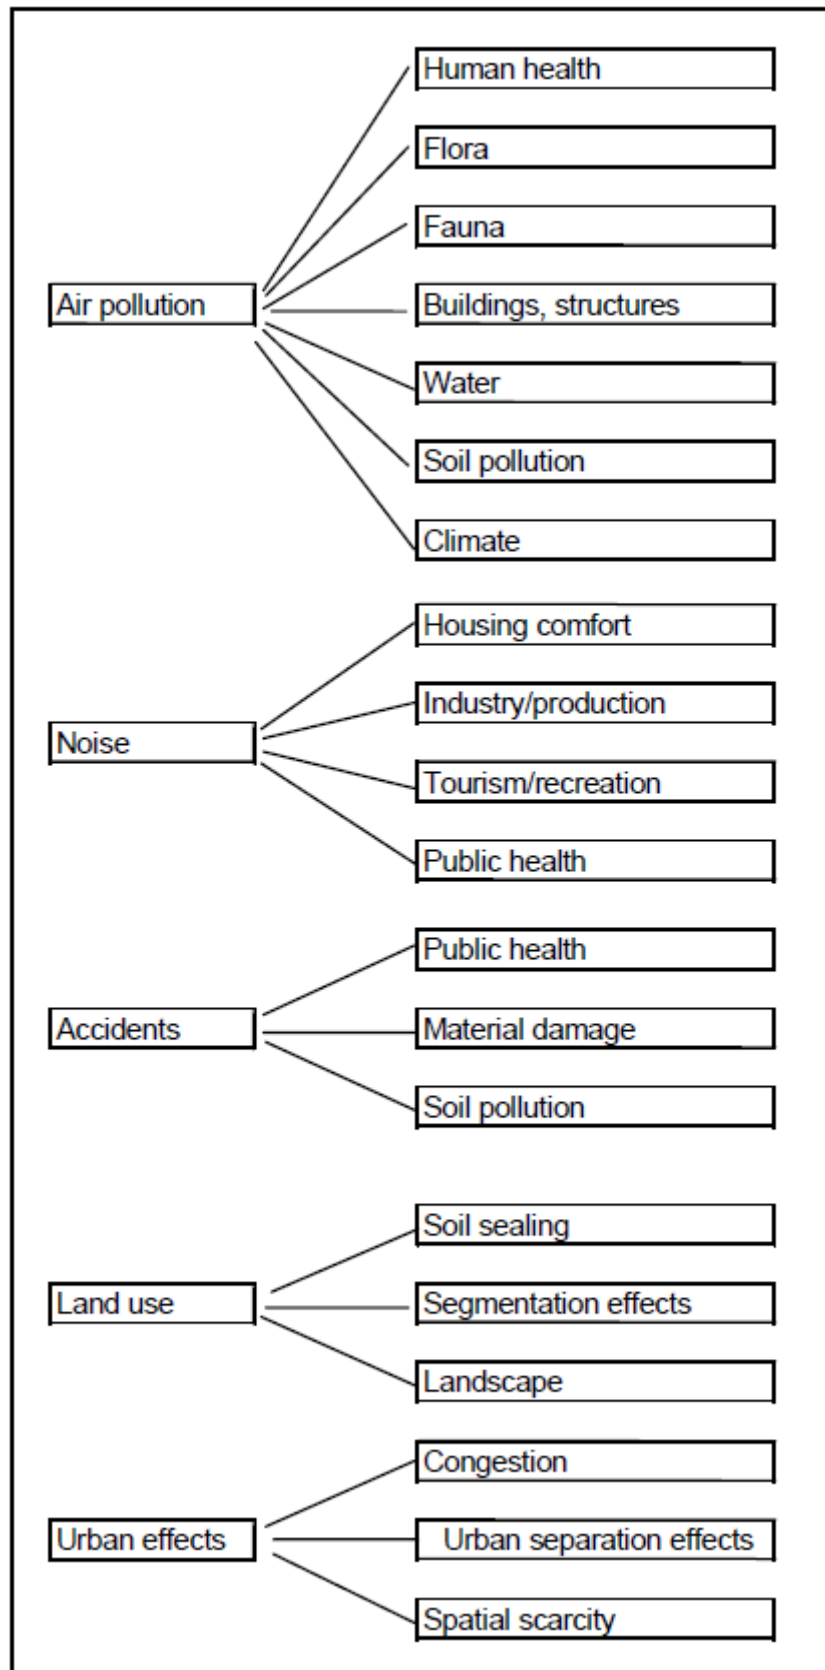 Air pollution
Human health
Flora
Fauna
Buildings, structures
Water
Soil pollution
Climate
Noise
Housing comfort
Industry/production
Tourism/recreation
Public health
Accidents
Public health
Material damage
Soil pollution
Land use
Soil sealing
Segmentation effects
Landscape
Urban effects
Congestion
Urban separation effects
Spatial scarcity